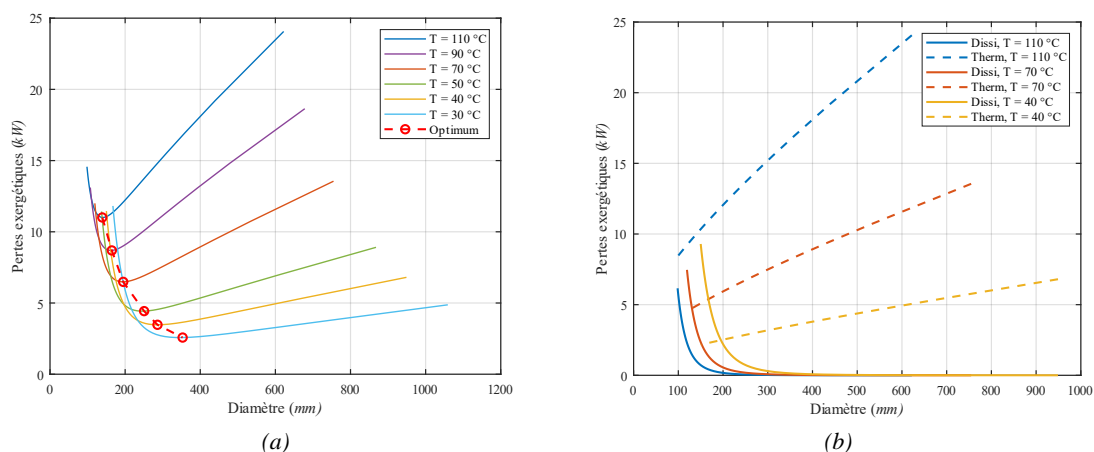 25
20
15
10
5
0
Pertes exergétiques (kW)
0
200
400
600
800
1000
1200
Diamètre (mm)
T = 110 °C
T = 90 °C
T = 70 °C
T = 50 °C
T = 40 °C
T = 30 °C
Optimum
(a)
25
20
15
10
5
0
Pertes exergétiques (kW)
0
100
200
300
400
500
600
700
800
900
1000
Diamètre (mm)
Dissi, T = 110 °C
Therm, T = 110 °C
Dissi, T = 70 °C
Therm, T = 70 °C
Dissi, T = 40 °C
Therm, T = 40 °C
(b)